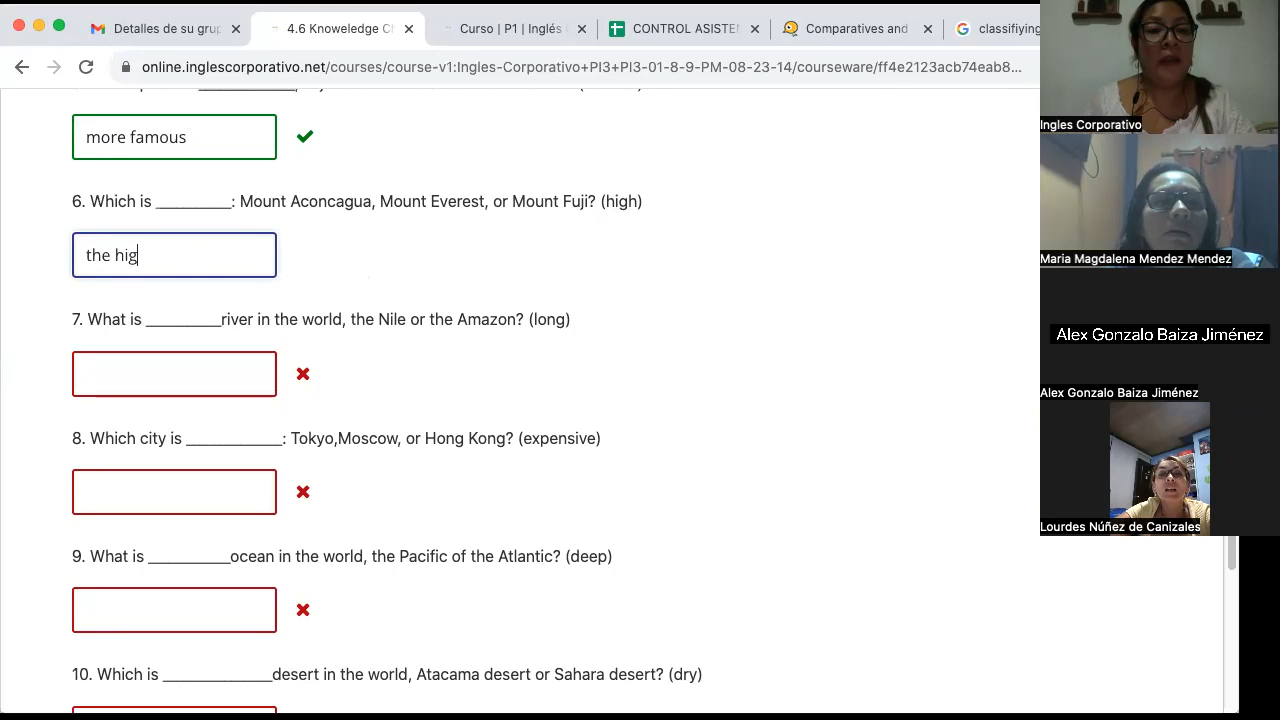 Detalles de su grup
4.6 Knoweledge Ch
Curso | P1 | Inglés
CONTROL ASISTEN
Comparatives and
classifiying
online.inglescorporativo.net/courses/course-v1:Ingles-Corporativo+PI3+PI3-01-8-9-PM-08-23-14/courseware/ff4e2123acb74eab8...
more famous
6. Which is _________: Mount Aconcagua, Mount Everest, or Mount Fuji? (high)
the hig
7. What is _________river in the world, the Nile or the Amazon? (long)
8. Which city is ____________: Tokyo,Moscow, or Hong Kong? (expensive)
9. What is __________ocean in the world, the Pacific of the Atlantic? (deep)
10. Which is _____________desert in the world, Atacama desert or Sahara desert? (dry)
Ingles Corporativo
Maria Magdalena Mendez Mendez
Alex Gonzalo Baiza Jiménez
Alex Gonzalo Baiza Jiménez
Lourdes Núñez de Canizales